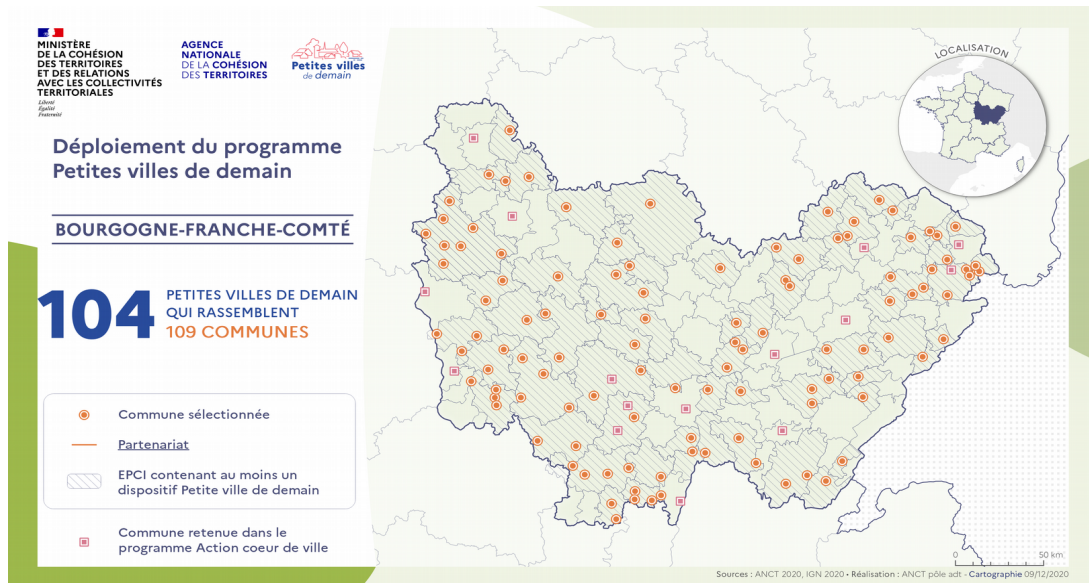 MINISTÈRE
DE LA COHÉSION
DES TERRITOIRES
ET DES RELATIONS
AVEC LES COLLECTIVITÉS
TERRITORIALES
Liberté
Égalité
Fraternité
AGENCE
NATIONALE
DE LA COHÉSION
DES TERRITOIRES
Petites villes
de demain
LOCALISATION
Déploiement du programme
Petites villes de demain
BOURGOGNE-FRANCHE-COMTÉ
104
PETITES VILLES DE DEMAIN
QUI RASSEMBLENT
109 COMMUNES
Commune sélectionnée
Partenariat
EPCI contenant au moins un
dispositif Petite ville de demain
Commune retenue dans le
programme Action coeur de ville
0 50 km
Sources : ANCT 2020, IGN 2020 • Réalisation : ANCT pôle adt - Cartographie 09/12/2020